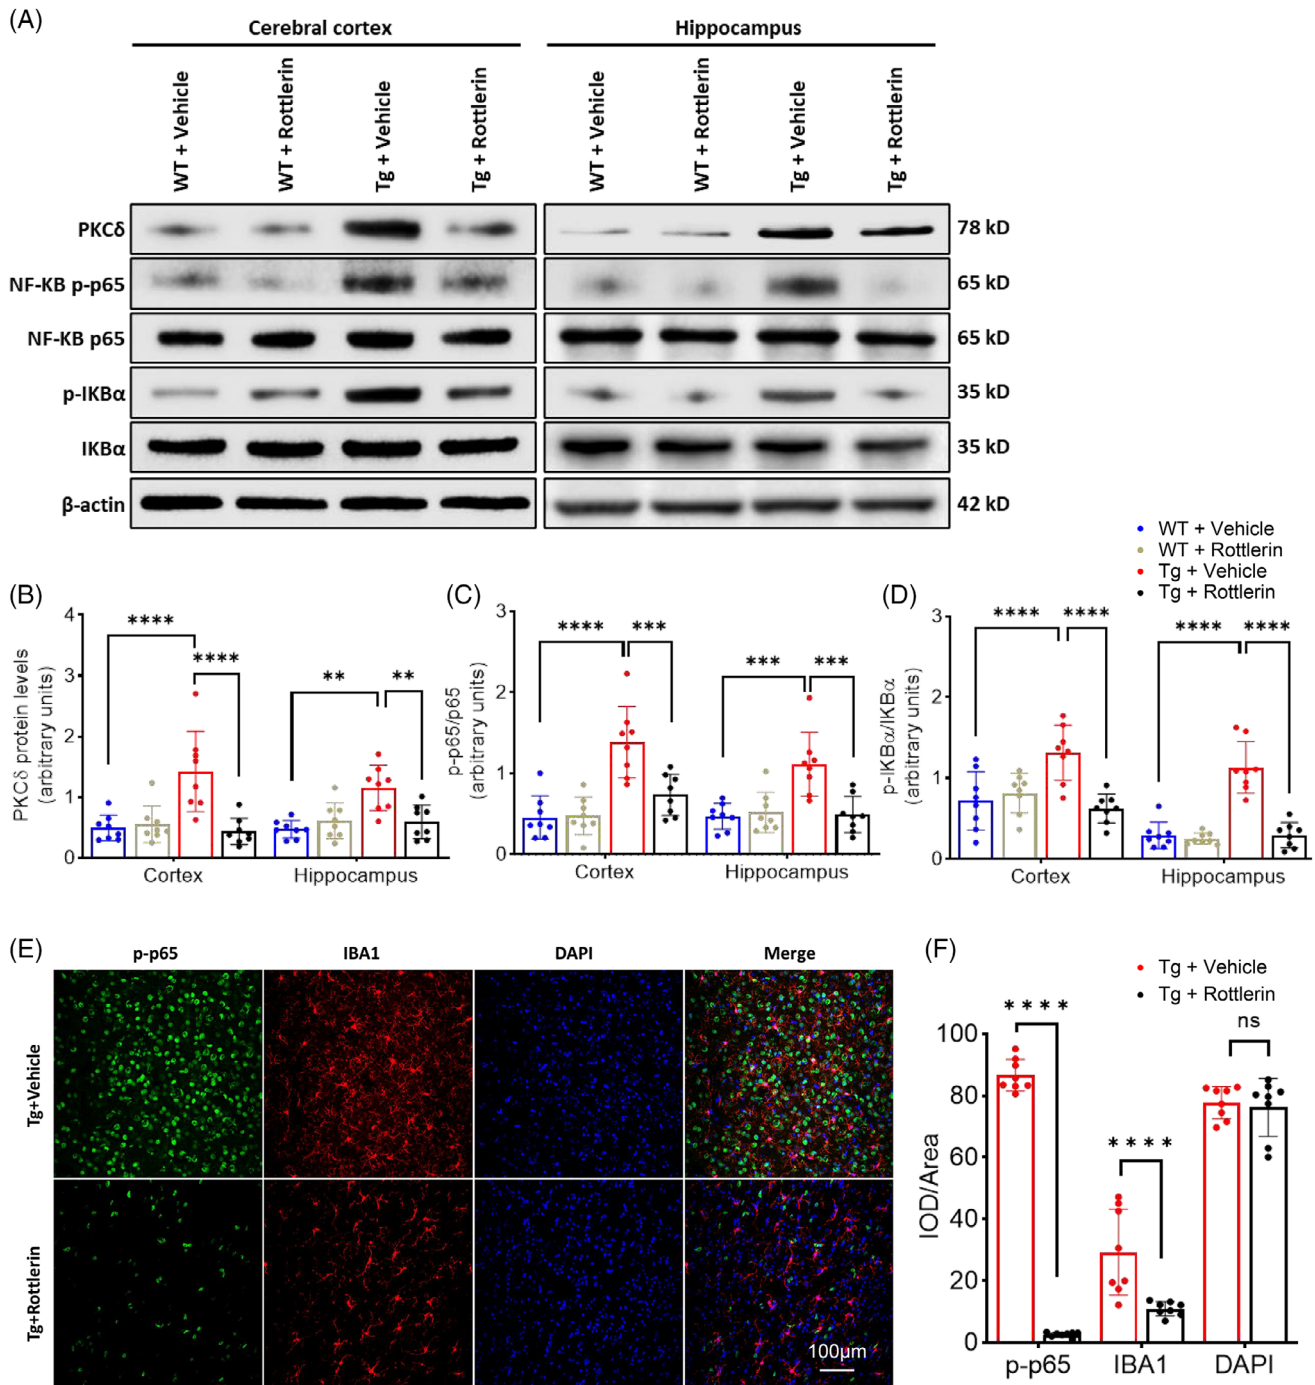 (A)
Cerebral cortex
Hippocampus
WT + Vehicle
WT + Rottlerin
Tg + Vehicle
Tg + Rottlerin
WT + Vehicle
WT + Rottlerin
Tg + Vehicle
Tg + Rottlerin
PKCδ
78 kD
NF-KB p-p65
65 kD
NF-KB p65
65 kD
p-IKBα
35 kD
IKBα
35 kD
β-actin
42 kD
WT + Vehicle
WT + Rottlerin
Tg + Vehicle
Tg + Rottlerin
(B)
PKCδ protein levels
(arbitrary units)
4
3
2
1
0
****
****
**
**
Cortex
Hippocampus
(C)
p-p65/p65
(arbitrary units)
3
2
1
0
****
***
***
***
Cortex
Hippocampus
(D)
p-IKBα/IKBα
(arbitrary units)
3
2
1
0
****
****
****
****
Cortex
Hippocampus
(E)
p-p65
IBA1
DAPI
Merge
Tg+Vehicle
Tg+Rottlerin
100μm
(F)
Tg + Vehicle
Tg + Rottlerin
IOD/Area
100
80
60
40
20
0
****
****
ns
p-p65
IBA1
DAPI